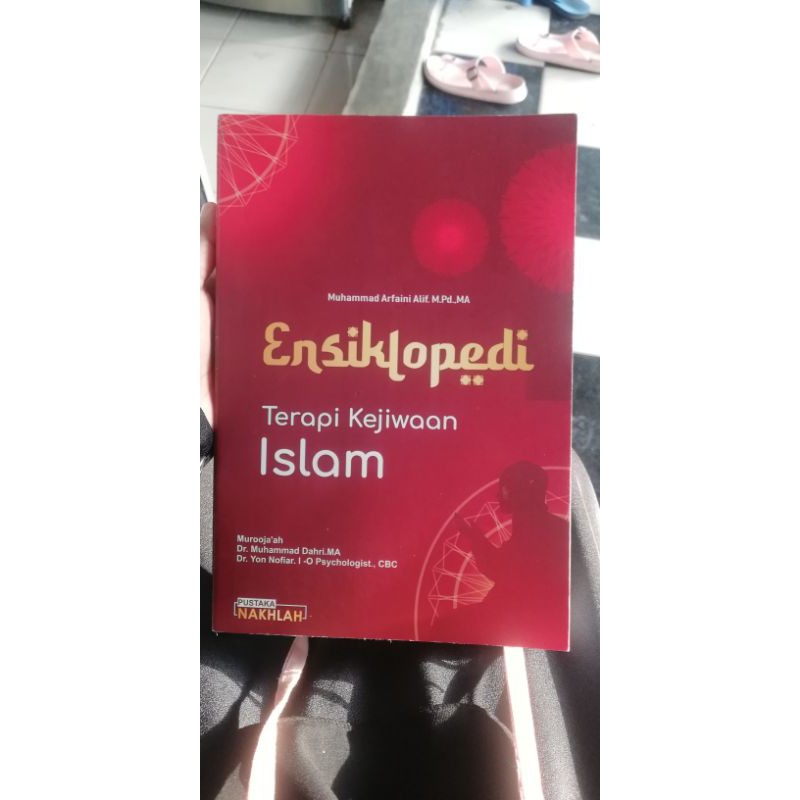 Muhammad Arfaini Alif. M.Pd.,MA
Ensiklopedi
Terapi Kejiwaan
Islam
Murooja'ah
Dr. Muhammad Dahri.MA
Dr. Yon Nofiar. I -O Psychologist., CBC
PUSTAKA
NAKHLAH